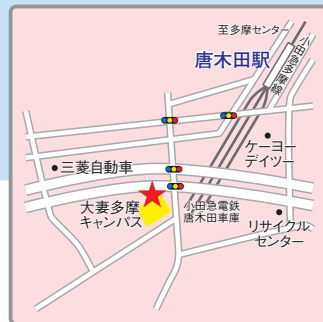 至多摩センター
唐木田駅
小田急多摩線
ケーヨー
デイツー
三菱自動車
大妻多摩
キャンパス
小田急電鉄
唐木田車庫
リサイクル
センター